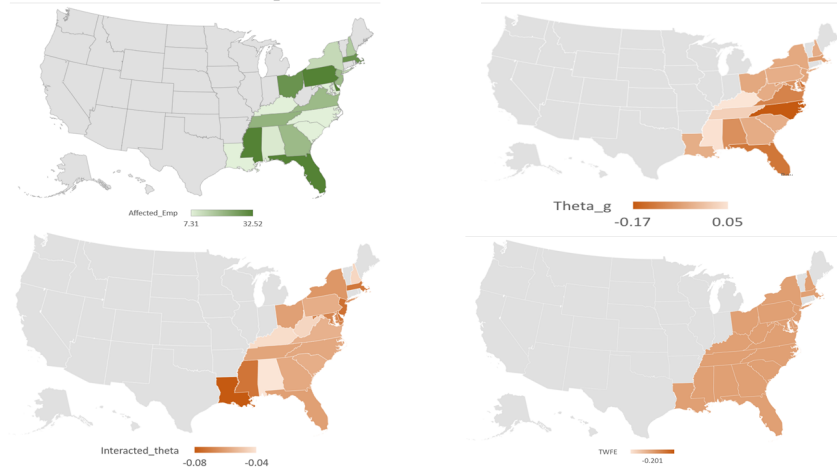 Affected_Emp
7.31 32.52
Theta_g
-0.17 0.05
Interacted_theta
-0.08 -0.04
TWFE
-0.201